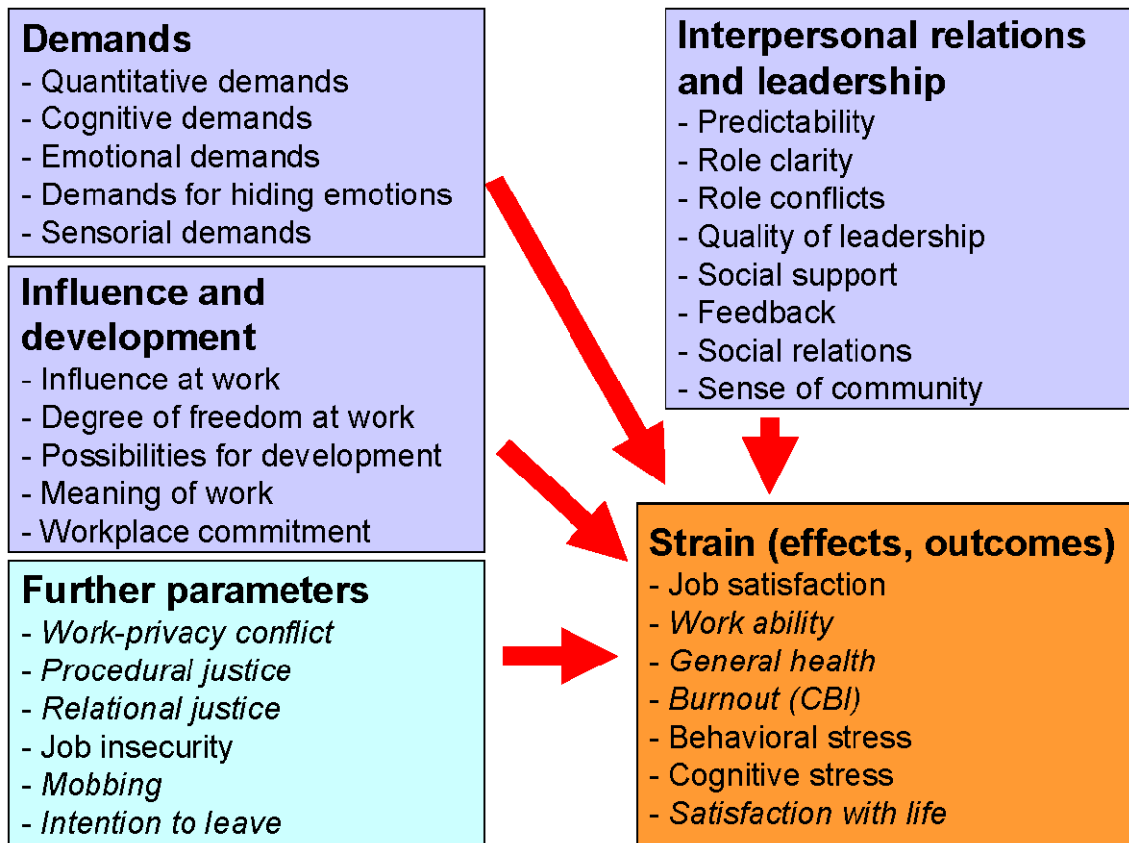 Demands
- Quantitative demands
- Cognitive demands
- Emotional demands
- Demands for hiding emotions
- Sensorial demands
Influence and
development
- Influence at work
- Degree of freedom at work
- Possibilities for development
- Meaning of work
- Workplace commitment
Further parameters
- Work-privacy conflict
- Procedural justice
- Relational justice
- Job insecurity
- Mobbing
- Intention to leave
Interpersonal relations
and leadership
- Predictability
- Role clarity
- Role conflicts
- Quality of leadership
- Social support
- Feedback
- Social relations
- Sense of community
Strain (effects, outcomes)
- Job satisfaction
- Work ability
- General health
- Burnout (CBI)
- Behavioral stress
- Cognitive stress
- Satisfaction with life